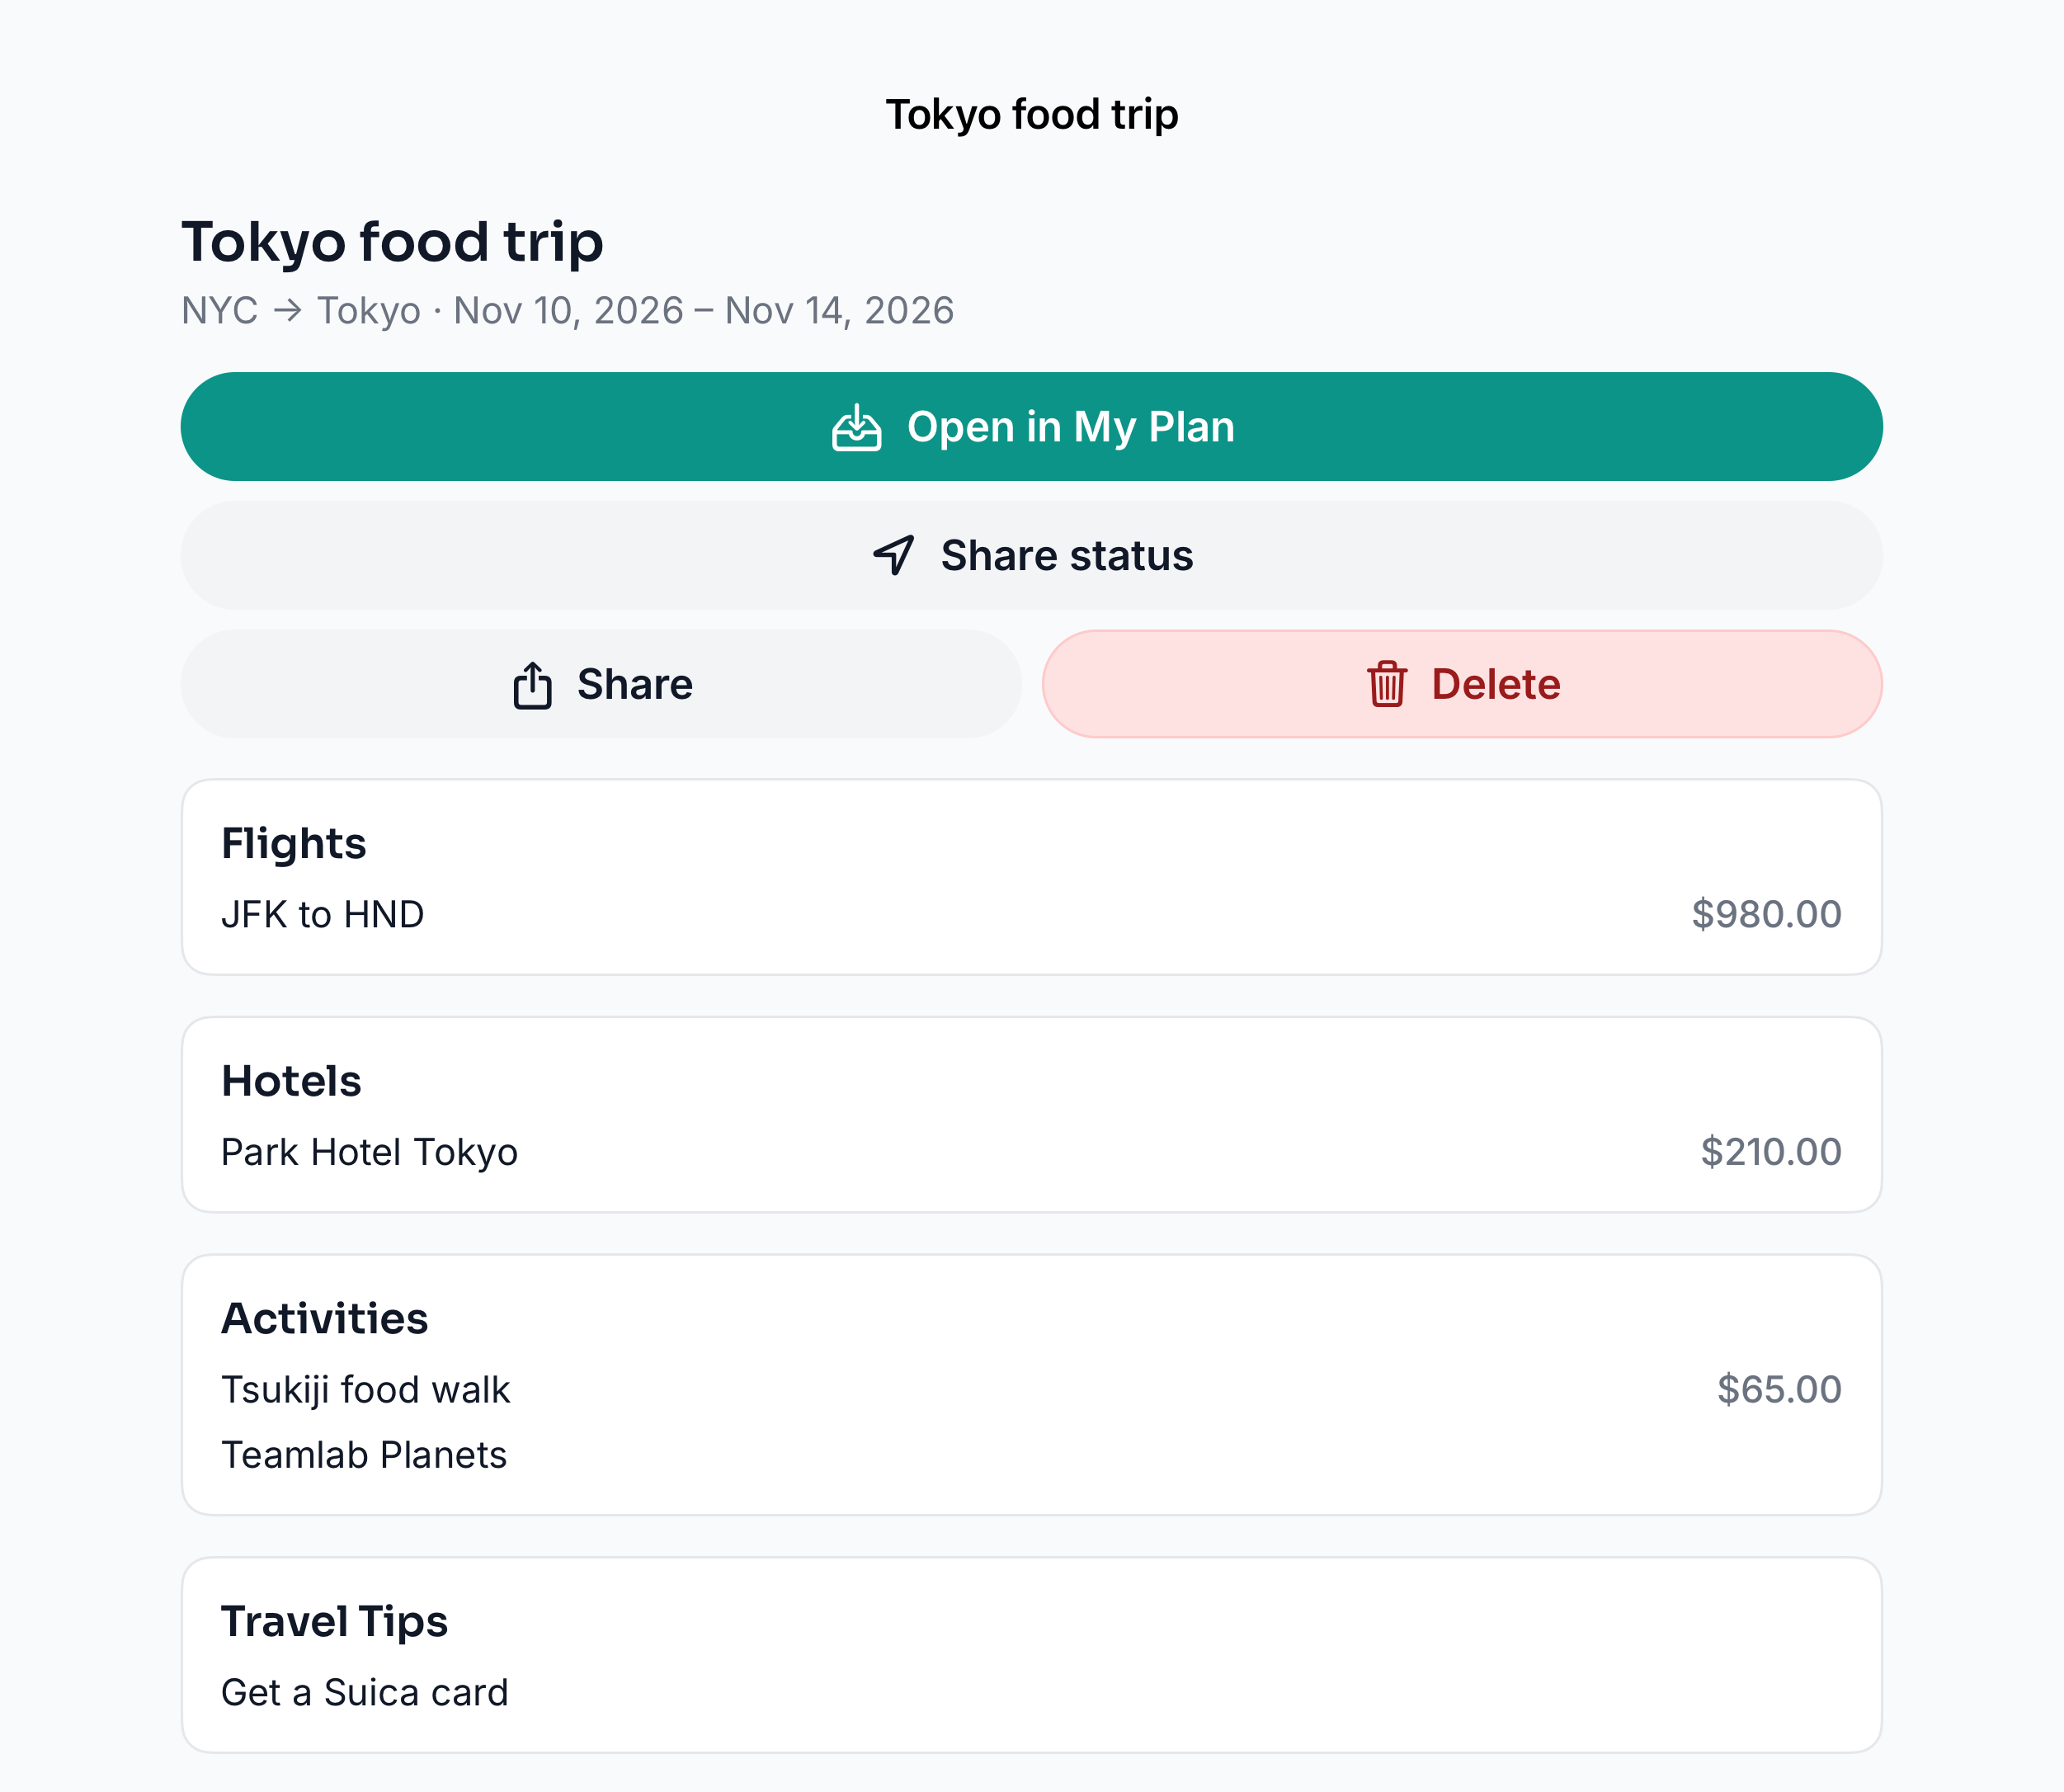 Tokyo food trip
Tokyo food trip
NYC → Tokyo · Nov 10, 2026 – Nov 14, 2026
Open in My Plan
Share status
Share
Delete
Flights
JFK to HND $980.00
Hotels
Park Hotel Tokyo $210.00
Activities
Tsukiji food walk $65.00
Teamlab Planets
Travel Tips
Get a Suica card